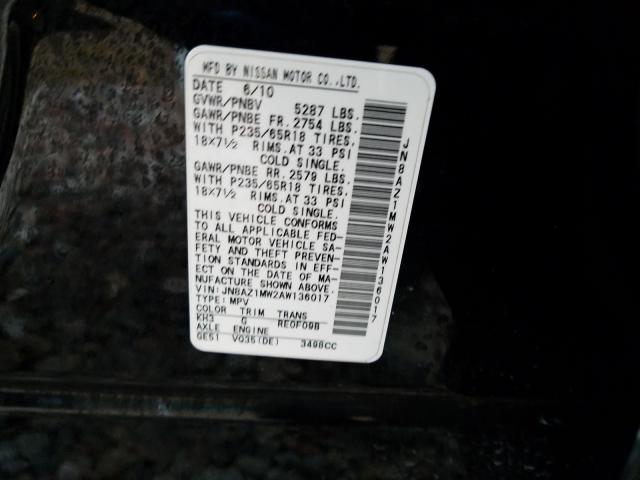 MFD BY NISSAN MOTOR CO.,LTD.
DATE 6/10
GVWR/PNBV 5287 LBS.
GAWR/PNBE FR. 2754 LBS.
WITH P235/65R18 TIRES.
18X7½ RIMS.AT 33 PSI
COLD SINGLE.
GAWR/PNBE RR. 2579 LBS.
WITH P235/65R18 TIRES.
18X7½ RIMS.AT 33 PSI
COLD SINGLE.
THIS VEHICLE CONFORMS
TO ALL APPLICABLE FED-
ERAL MOTOR VEHICLE SA-
FETY AND THEFT PREVEN-
TION STANDARDS IN EFF-
ECT ON THE DATE OF MA-
NUFACTURE SHOWN ABOVE.
VIN:JN8AZ1MW2AW136017
TYPE: MPV
COLOR TRIM TRANS
KH3 G RE0F09B
AXLE ENGINE
GE51 VQ35(DE) 3498CC
JN8AZ1MW2AW136017